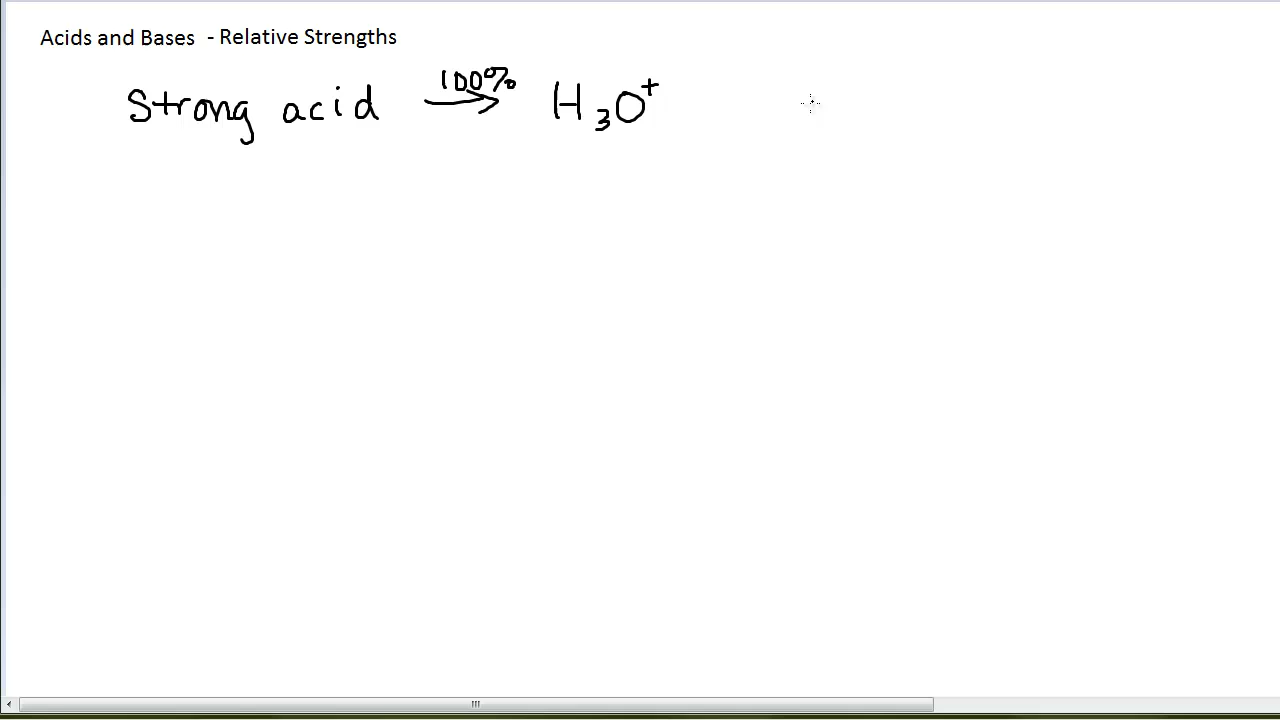 Acids and Bases - Relative Strengths
Strong acid 100% → H₃O⁺